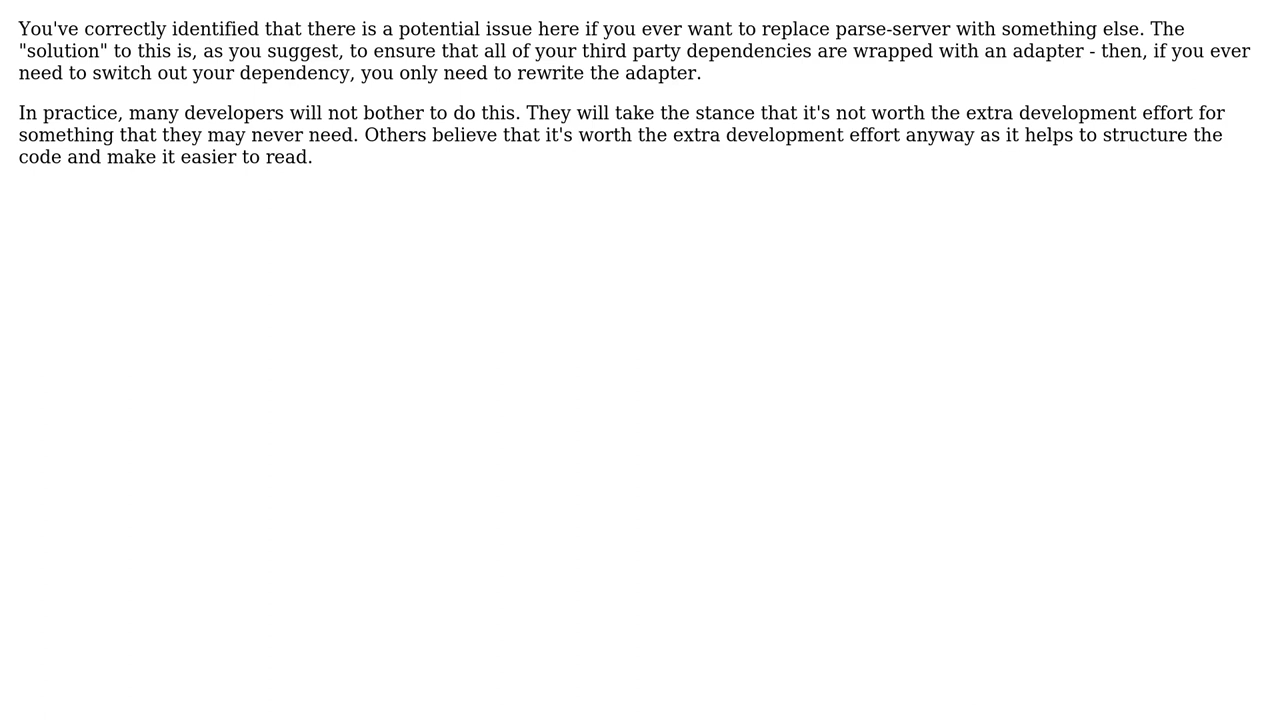 You've correctly identified that there is a potential issue here if you ever want to replace parse-server with something else. The
"solution" to this is, as you suggest, to ensure that all of your third party dependencies are wrapped with an adapter - then, if you ever
need to switch out your dependency, you only need to rewrite the adapter.
In practice, many developers will not bother to do this. They will take the stance that it's not worth the extra development effort for
something that they may never need. Others believe that it's worth the extra development effort anyway as it helps to structure the
code and make it easier to read.